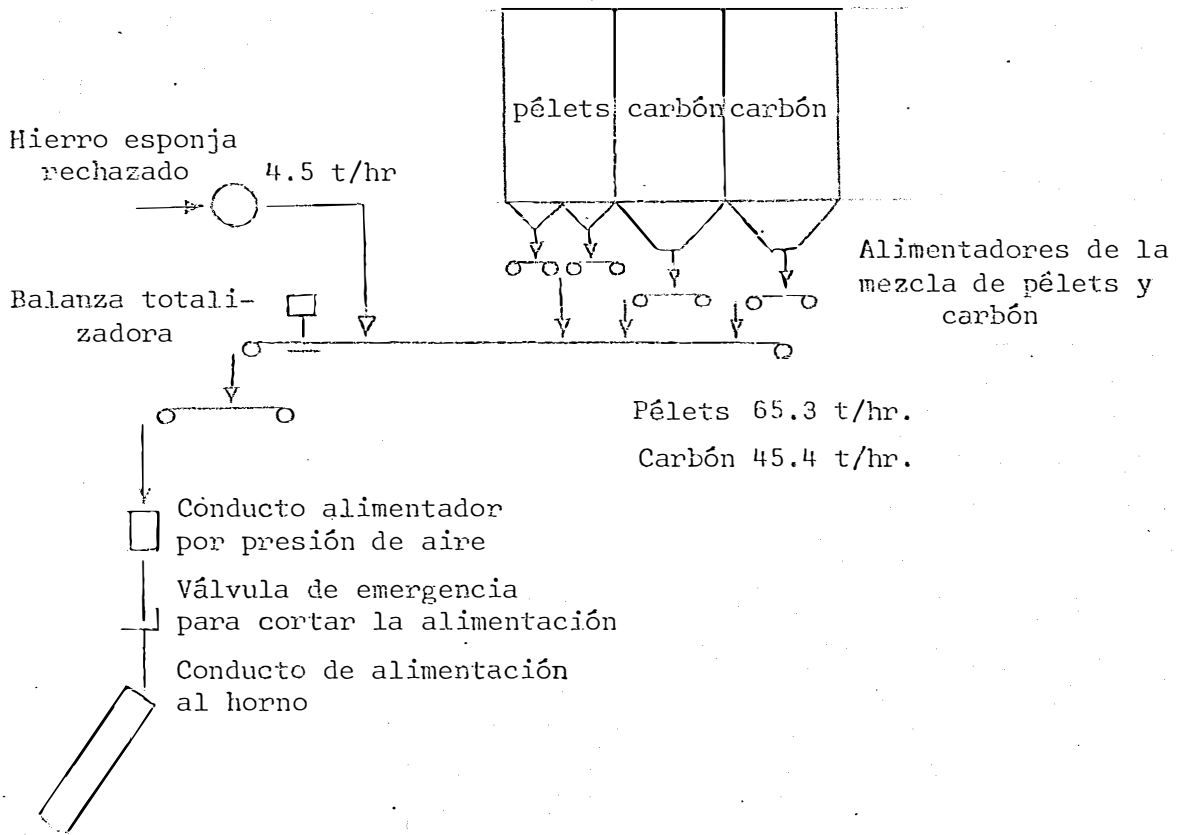 pélets carbón carbón
Hierro esponja
rechazado
4.5 t/hr
Alimentadores de la
mezcla de pélets y
carbón
Balanza totali-
zadora
Pélets 65.3 t/hr.
Carbón 45.4 t/hr.
Conducto alimentador
por presión de aire
Válvula de emergencia
para cortar la alimentación
Conducto de alimentación
al horno